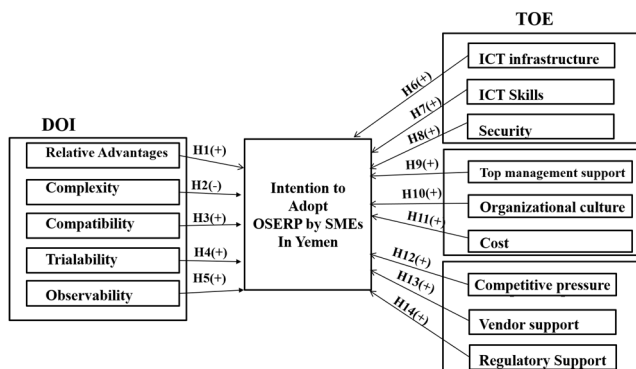 TOE
ICT infrastructure
H6(+)
ICT Skills
H7(+)
H8(+)
Security
DOI
Relative Advantages
H1(+)
Complexity
H2(-)
Compatibility
H3(+)
Trialability
H4(+)
Observability
H5(+)
Intention to
Adopt
OSERP by SMEs
In Yemen
H9(+)
Top management support
H10(+)
Organizational culture
H11(+)
Cost
H12(+)
Competitive pressure
H13(+)
Vendor support
H14(+)
Regulatory Support